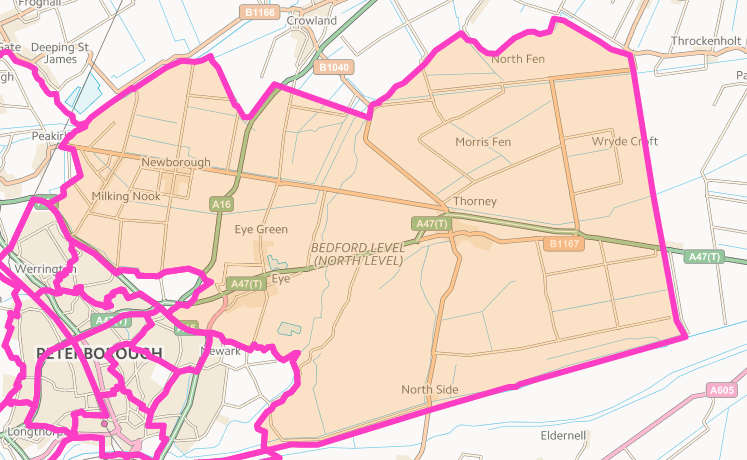 Froghall
B1166
Crowland
Gate
Deeping St
James
B1040
North Fen
Throckenholt
Peakirk
Newborough
Morris Fen
Wryde Croft
Milking Nook
A16
Thorney
A47(T)
Eye Green
BEDFORD LEVEL
(NORTH LEVEL)
B1167
A47(T)
Werrington
Eye
A47(T)
PETERBOROUGH
Newark
North Side
A605
Longthorpe
Eldernell